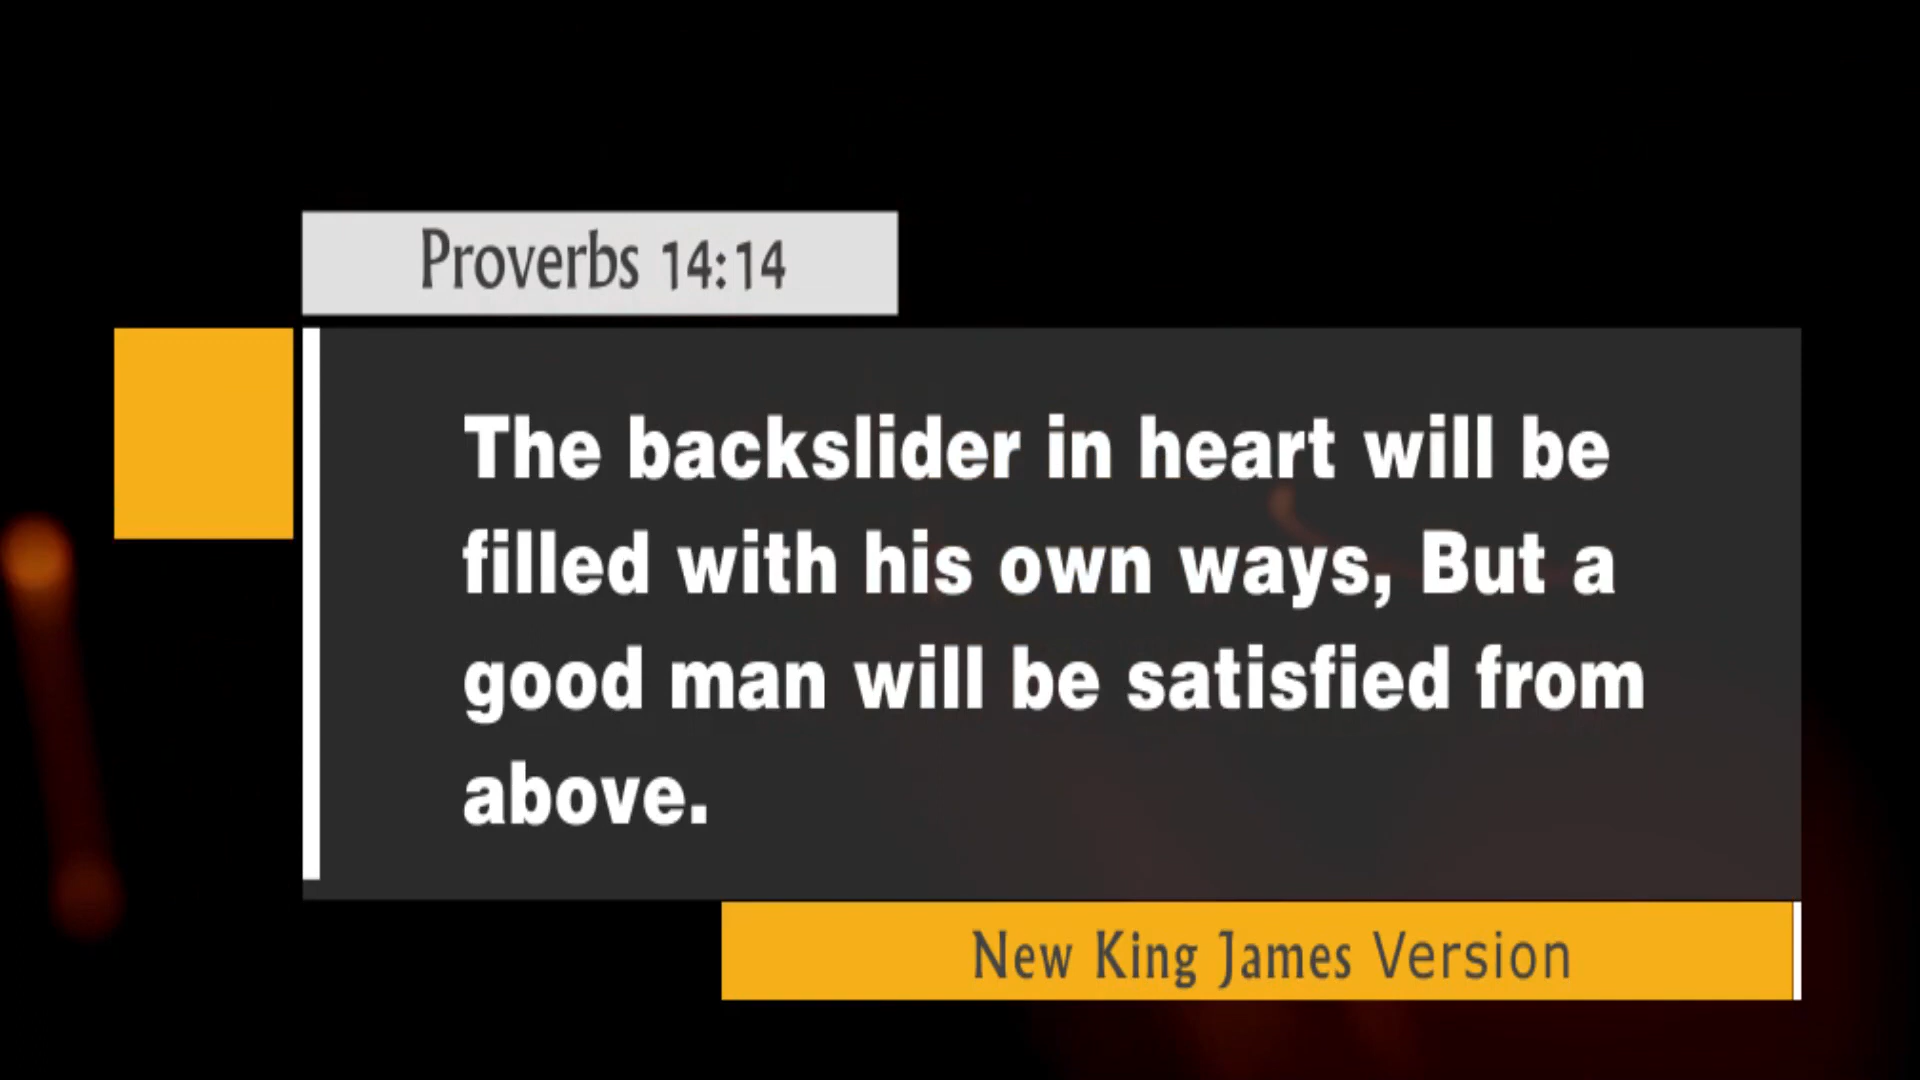 Proverbs 14:14
The backslider in heart will be
filled with his own ways, But a
good man will be satisfied from
above.
New King James Version